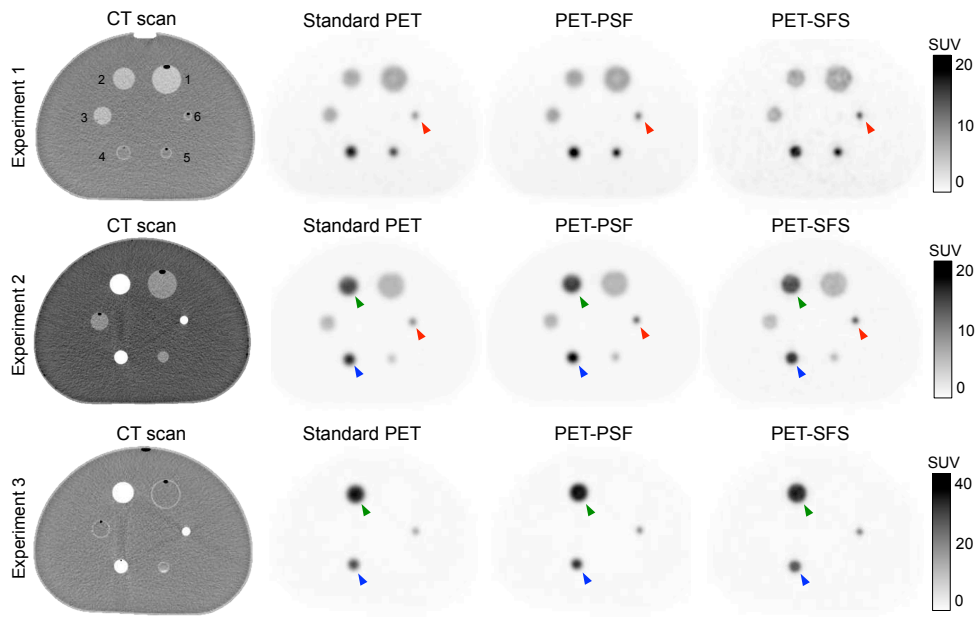 CT scan Standard PET PET-PSF PET-SFS
SUV
Experiment 1
2 1
3 6
4 5
20
10
0
CT scan Standard PET PET-PSF PET-SFS
SUV
Experiment 2
20
10
0
CT scan Standard PET PET-PSF PET-SFS
SUV
Experiment 3
40
20
0